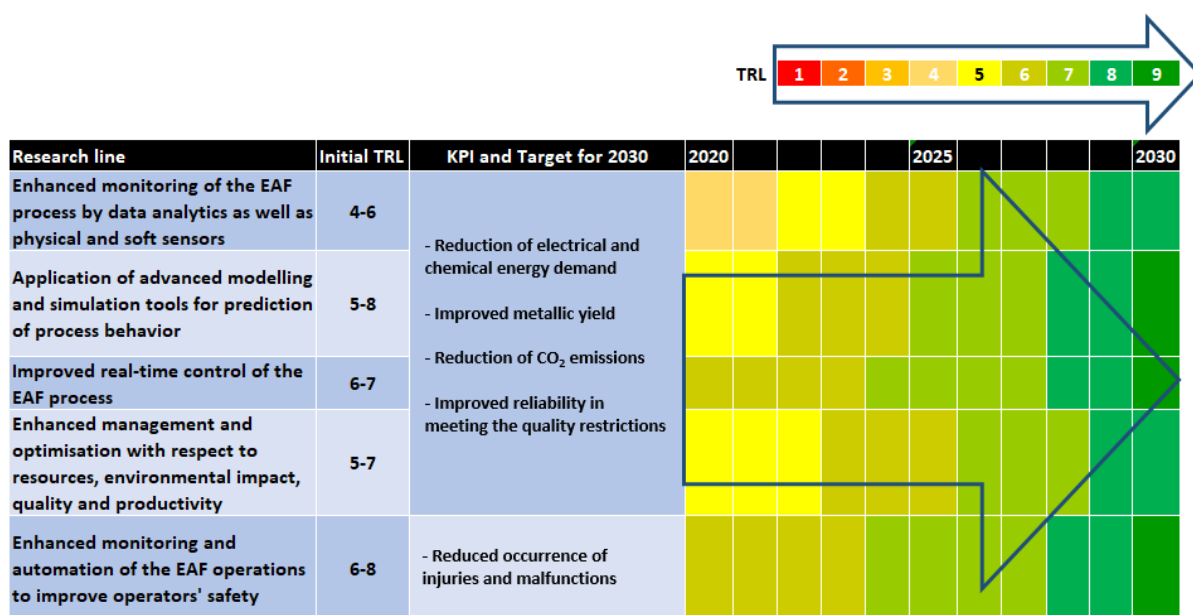 TRL 1 2 3 4 5 6 7 8 9
Research line Initial TRL KPI and Target for 2030 2020 2025 2030
Enhanced monitoring of the EAF
process by data analytics as well as
physical and soft sensors
4-6
Application of advanced modelling
and simulation tools for prediction
of process behavior
5-8
Improved real-time control of the
EAF process
6-7
Enhanced management and
optimisation with respect to
resources, environmental impact,
quality and productivity
5-7
- Reduction of electrical and
chemical energy demand
- Improved metallic yield
- Reduction of CO₂ emissions
- Improved reliability in
meeting the quality restrictions
Enhanced monitoring and
automation of the EAF operations
to improve operators' safety
6-8
- Reduced occurrence of
injuries and malfunctions